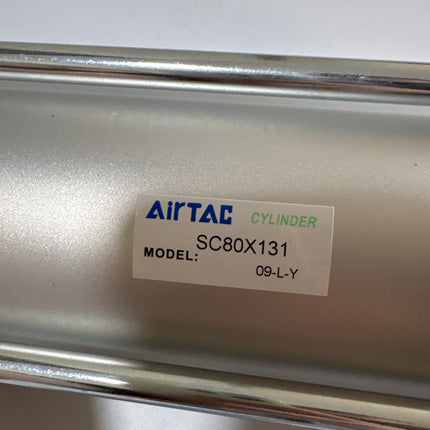 AirTAC CYLINDER
MODEL: SC80X131
09-L-Y